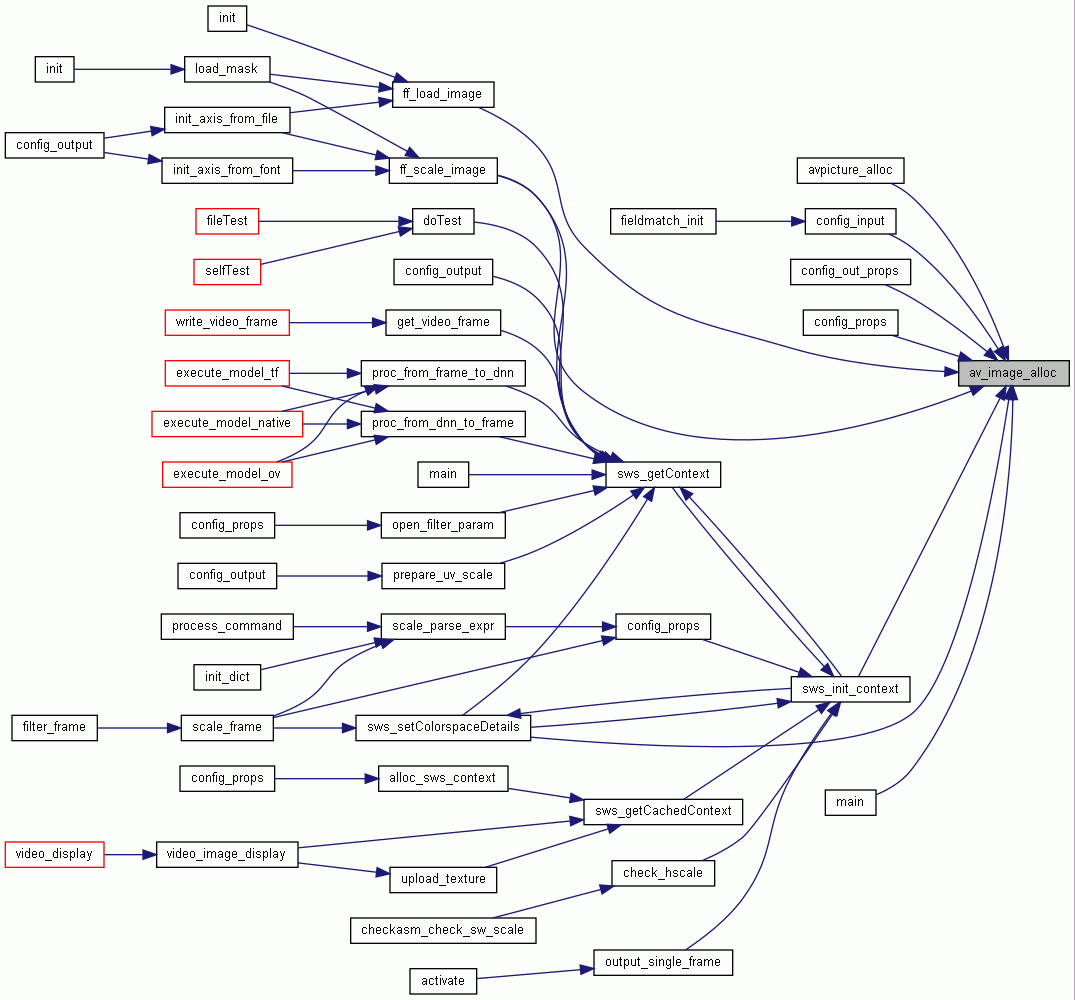 init
init
load_mask
ff_load_image
init_axis_from_file
config_output
ff_scale_image
init_axis_from_font
avpicture_alloc
fileTest
doTest
fieldmatch_init
config_input
selfTest
config_output
config_out_props
write_video_frame
get_video_frame
config_props
execute_model_tf
proc_from_frame_to_dnn
av_image_alloc
execute_model_native
proc_from_dnn_to_frame
execute_model_ov
main
sws_getContext
config_props
open_filter_param
config_output
prepare_uv_scale
process_command
scale_parse_expr
config_props
init_dict
sws_init_context
filter_frame
scale_frame
sws_setColorspaceDetails
config_props
alloc_sws_context
main
sws_getCachedContext
video_display
video_image_display
upload_texture
check_hscale
checkasm_check_sw_scale
output_single_frame
activate